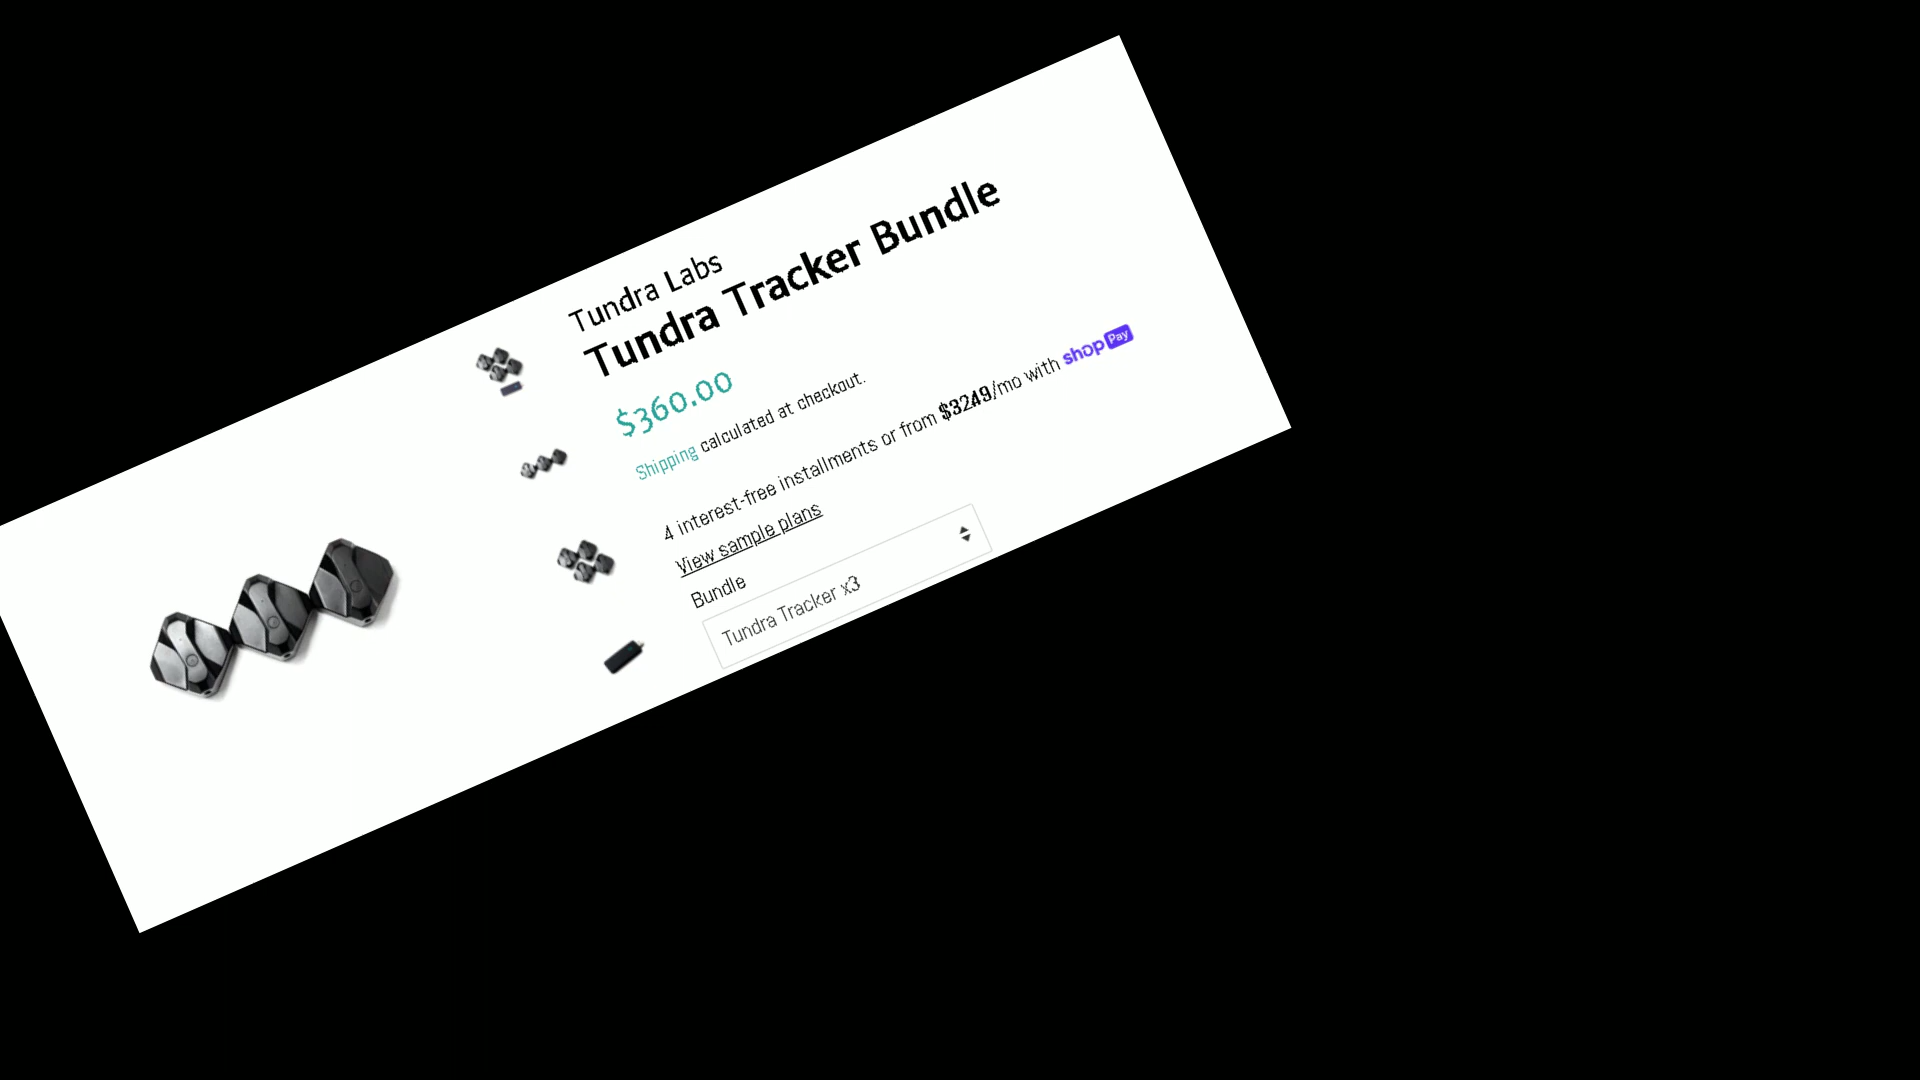 Tundra Labs
Tundra Tracker Bundle
$360.00
Shipping calculated at checkout.
4 interest-free installments or from $32.49/mo with shop Pay
View sample plans
Bundle
Tundra Tracker x3